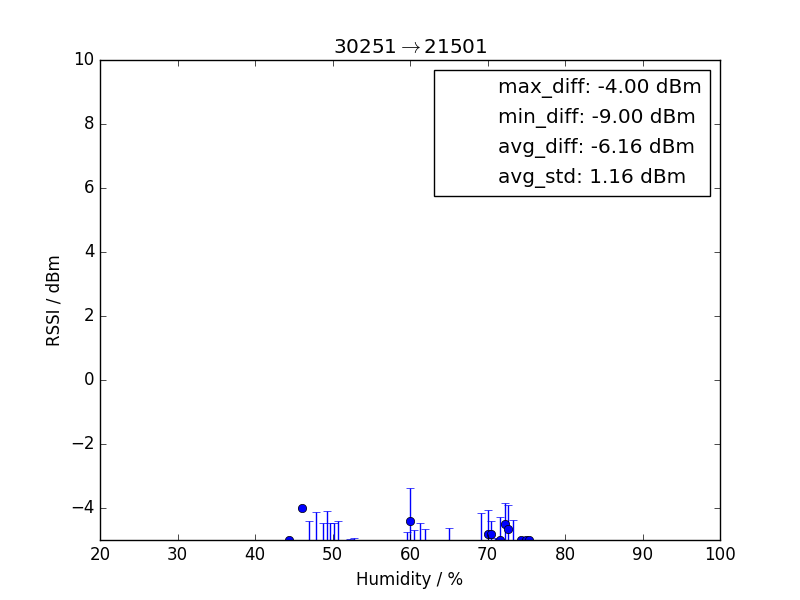 30251→21501
max_diff: -4.00 dBm
min_diff: -9.00 dBm
avg_diff: -6.16 dBm
avg_std: 1.16 dBm
RSSI / dBm
10
8
6
4
2
0
−2
−4
20 30 40 50 60 70 80 90 100
Humidity / %